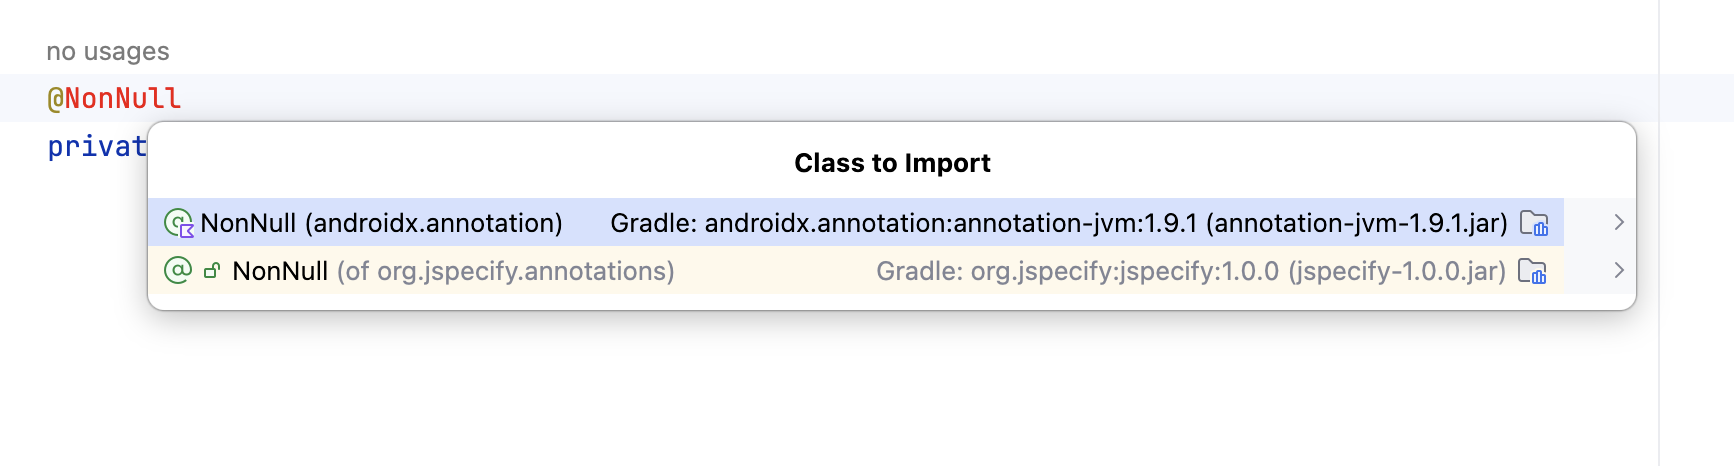 no usages
@NonNull
privat
Class to Import
NonNull (androidx.annotation) Gradle: androidx.annotation:annotation-jvm:1.9.1 (annotation-jvm-1.9.1.jar)
NonNull (of org.jspecify.annotations) Gradle: org.jspecify:jspecify:1.0.0 (jspecify-1.0.0.jar)